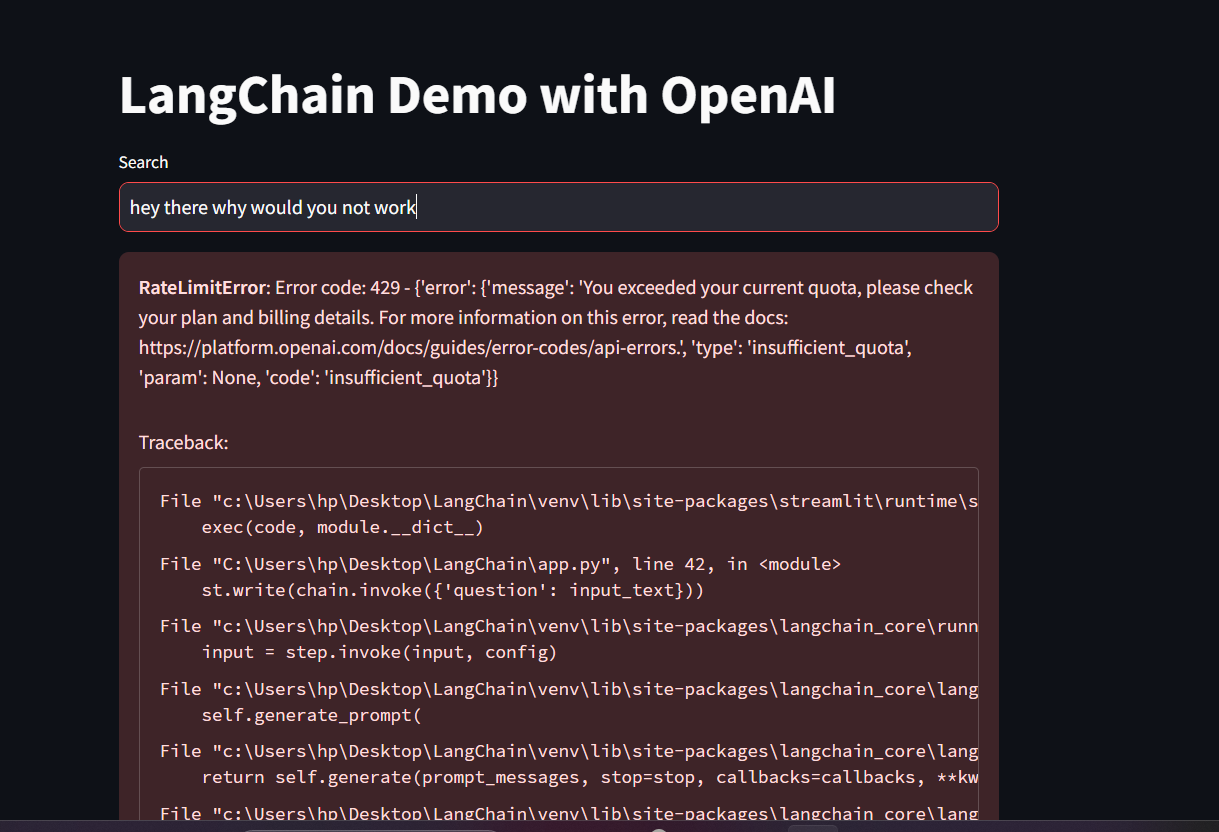 LangChain Demo with OpenAI
Search
hey there why would you not work
RateLimitError: Error code: 429 - {'error': {'message': 'You exceeded your current quota, please check
your plan and billing details. For more information on this error, read the docs:
https://platform.openai.com/docs/guides/error-codes/api-errors.', 'type': 'insufficient_quota',
'param': None, 'code': 'insufficient_quota'}}
Traceback:
File "c:\Users\hp\Desktop\LangChain\venv\lib\site-packages\streamlit\runtime\s
exec(code, module.__dict__)
File "C:\Users\hp\Desktop\LangChain\app.py", line 42, in <module>
st.write(chain.invoke({'question': input_text}))
File "c:\Users\hp\Desktop\LangChain\venv\lib\site-packages\langchain_core\runn
input = step.invoke(input, config)
File "c:\Users\hp\Desktop\LangChain\venv\lib\site-packages\langchain_core\lang
self.generate_prompt(
File "c:\Users\hp\Desktop\LangChain\venv\lib\site-packages\langchain_core\lang
return self.generate(prompt_messages, stop=stop, callbacks=callbacks, **kw
File "c:\Users\hp\Desktop\LangChain\venv\lib\site-packages\langchain_core\lang